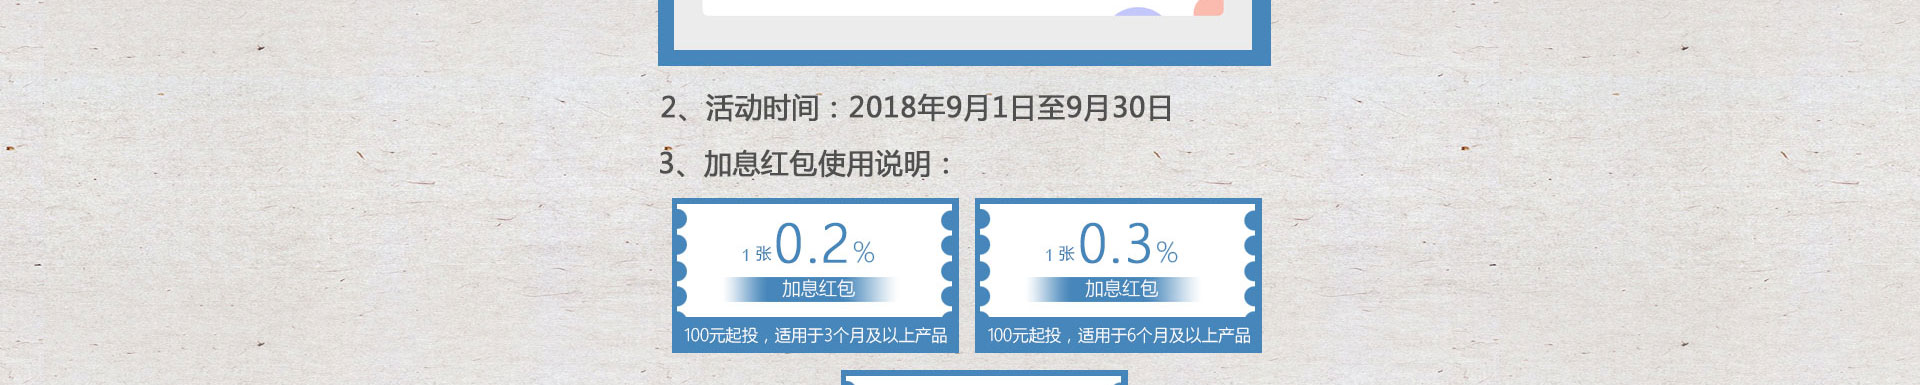 2、活动时间：2018年9月1日至9月30日
3、加息红包使用说明：
1 张 0.2%
加息红包
100元起投，适用于3个月及以上产品
1 张 0.3%
加息红包
100元起投，适用于6个月及以上产品